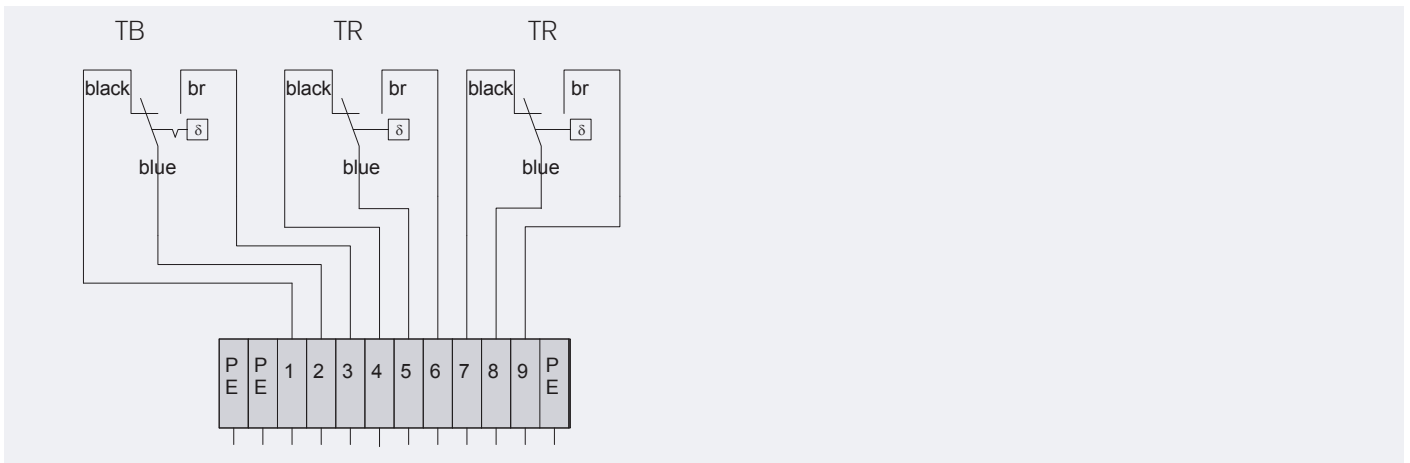 TB TR TR
black br black br black br
δ δ δ
blue blue blue
P P 1 2 3 4 5 6 7 8 9 P
E E E